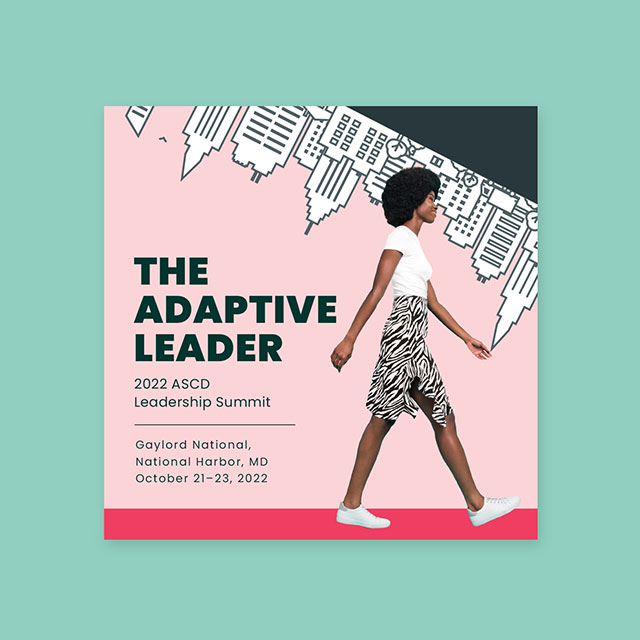 THE
ADAPTIVE
LEADER
2022 ASCD
Leadership Summit
Gaylord National,
National Harbor, MD
October 21–23, 2022